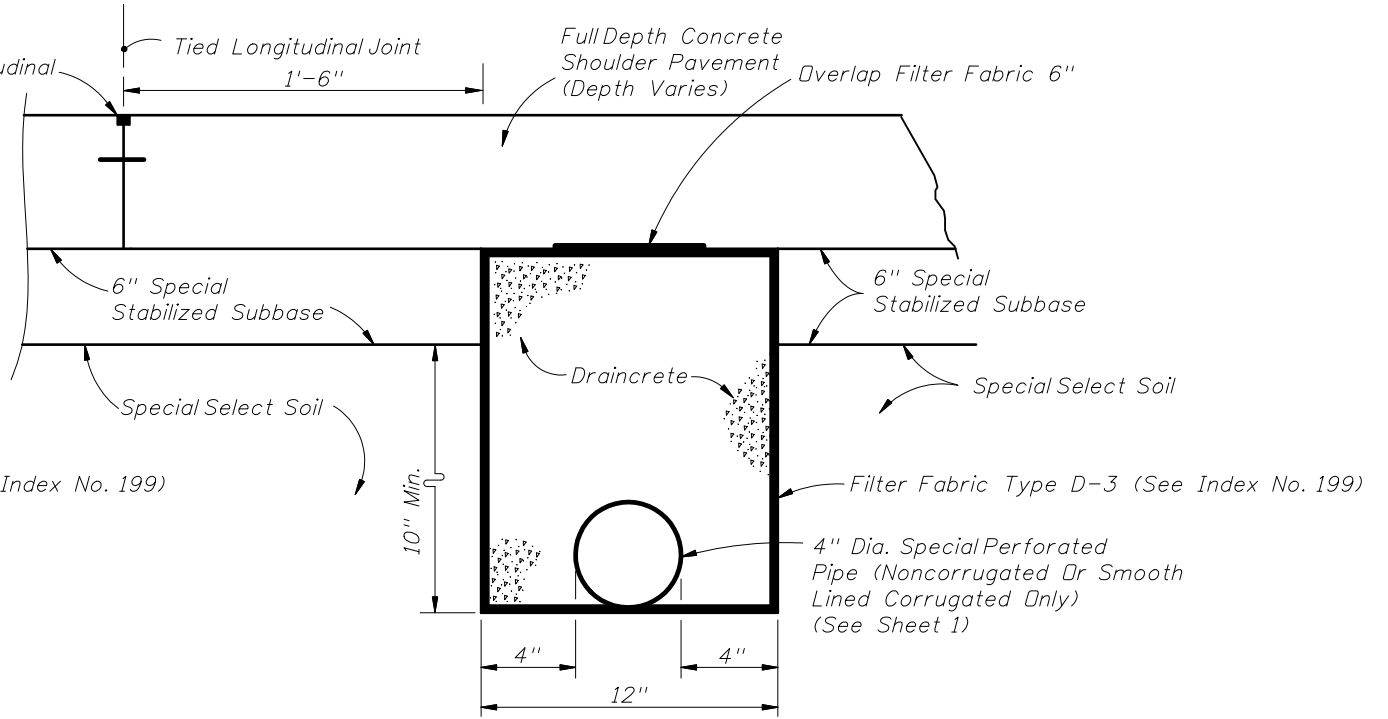 Tied Longitudinal Joint
1'-6"
Full Depth Concrete
Shoulder Pavement
(Depth Varies)
Overlap Filter Fabric 6"
6" Special
Stabilized Subbase
6" Special
Stabilized Subbase
Draincrete
Special Select Soil
Special Select Soil
Index No. 199)
10" Min.
Filter Fabric Type D-3 (See Index No. 199)
4" Dia. Special Perforated
Pipe (Noncorrugated Or Smooth
Lined Corrugated Only)
(See Sheet 1)
4"
4"
12"